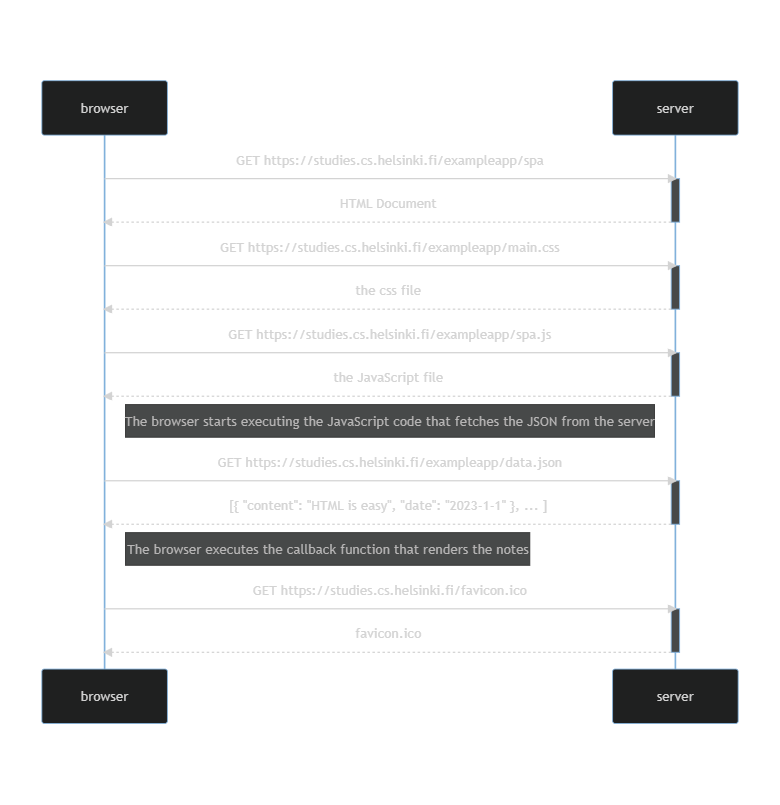 browser
server
GET https://studies.cs.helsinki.fi/exampleapp/spa
HTML Document
GET https://studies.cs.helsinki.fi/exampleapp/main.css
the css file
GET https://studies.cs.helsinki.fi/exampleapp/spa.js
the JavaScript file
The browser starts executing the JavaScript code that fetches the JSON from the server
GET https://studies.cs.helsinki.fi/exampleapp/data.json
[{ "content": "HTML is easy", "date": "2023-1-1" }, ... ]
The browser executes the callback function that renders the notes
GET https://studies.cs.helsinki.fi/favicon.ico
favicon.ico
browser
server